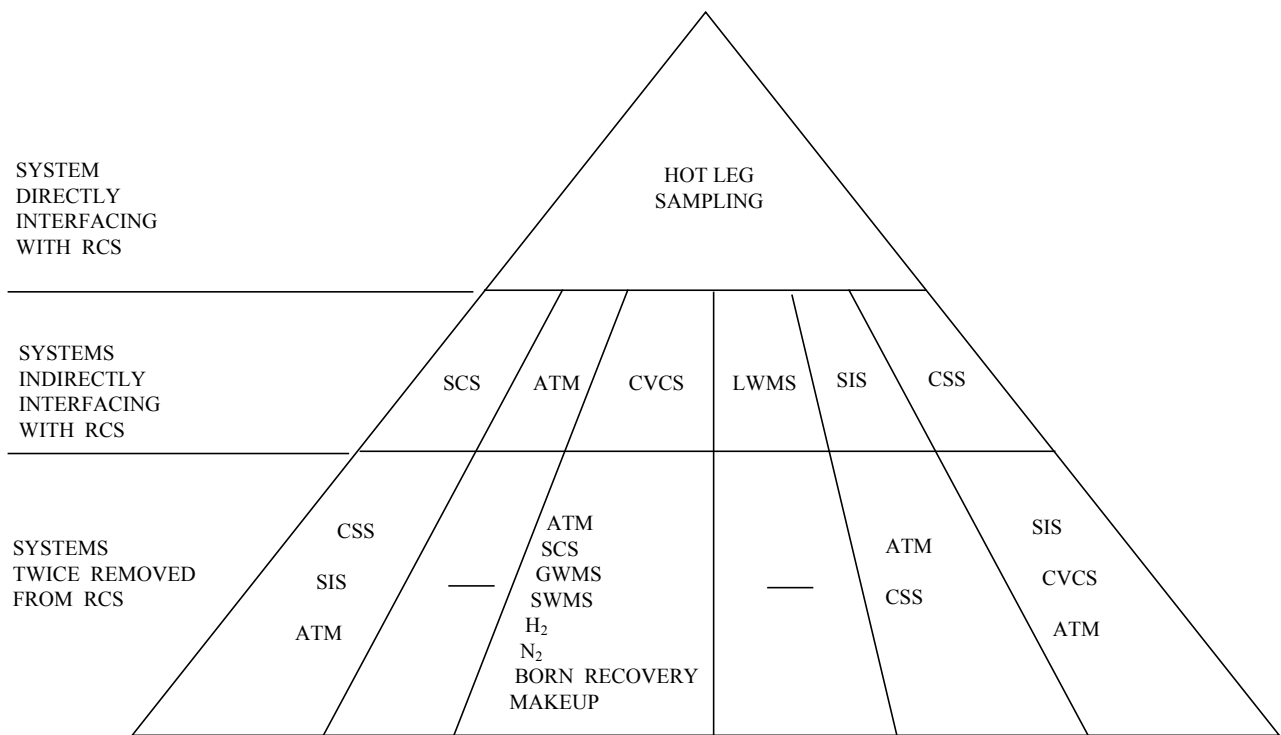 SYSTEM
DIRECTLY
INTERFACING
WITH RCS
HOT LEG
SAMPLING
SYSTEMS
INDIRECTLY
INTERFACING
WITH RCS
SCS
ATM
CVCS
LWMS
SIS
CSS
SYSTEMS
TWICE REMOVED
FROM RCS
CSS
SIS
ATM
—
ATM
SCS
GWMS
SWMS
H₂
N₂
BORN RECOVERY
MAKEUP
—
ATM
CSS
SIS
CVCS
ATM